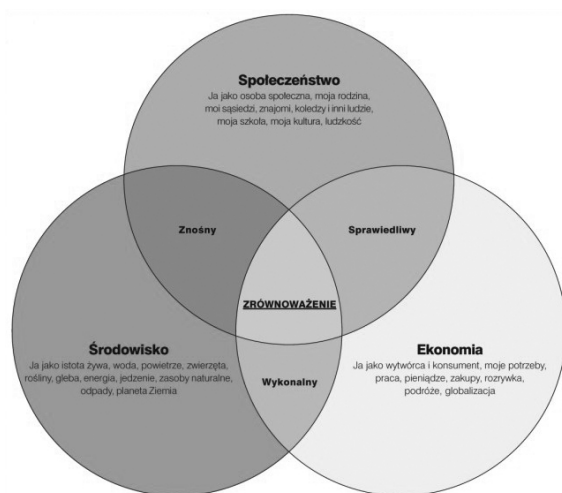 Społeczeństwo
Ja jako osoba społeczna, moja rodzina,
moi sąsiedzi, znajomi, koledzy i inni ludzie,
moja szkoła, moja kultura, ludzkość
Znośny
Sprawiedliwy
ZRÓWNOWAŻENIE
Środowisko
Ja jako istota żywa, woda, powietrze, zwierzęta,
rośliny, gleba, energia, jedzenie, zasoby naturalne,
odpady, planeta Ziemia
Wykonalny
Ekonomia
Ja jako wytwórca i konsument, moje potrzeby,
praca, pieniądze, zakupy, rozrywka,
podróże, globalizacja